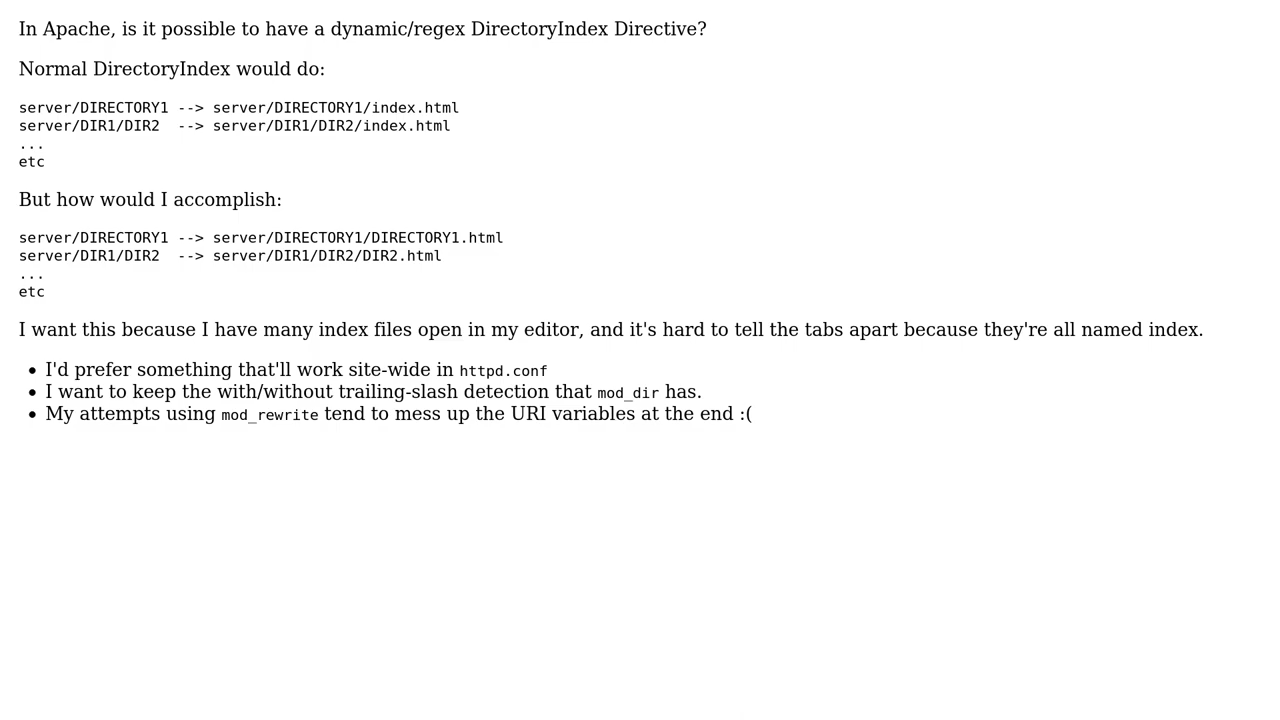 In Apache, is it possible to have a dynamic/regex DirectoryIndex Directive?
Normal DirectoryIndex would do:
server/DIRECTORY1 --> server/DIRECTORY1/index.html
server/DIR1/DIR2  --> server/DIR1/DIR2/index.html
...
etc
But how would I accomplish:
server/DIRECTORY1 --> server/DIRECTORY1/DIRECTORY1.html
server/DIR1/DIR2  --> server/DIR1/DIR2/DIR2.html
...
etc
I want this because I have many index files open in my editor, and it's hard to tell the tabs apart because they're all named index.
• I'd prefer something that'll work site-wide in httpd.conf
• I want to keep the with/without trailing-slash detection that mod_dir has.
• My attempts using mod_rewrite tend to mess up the URI variables at the end :(